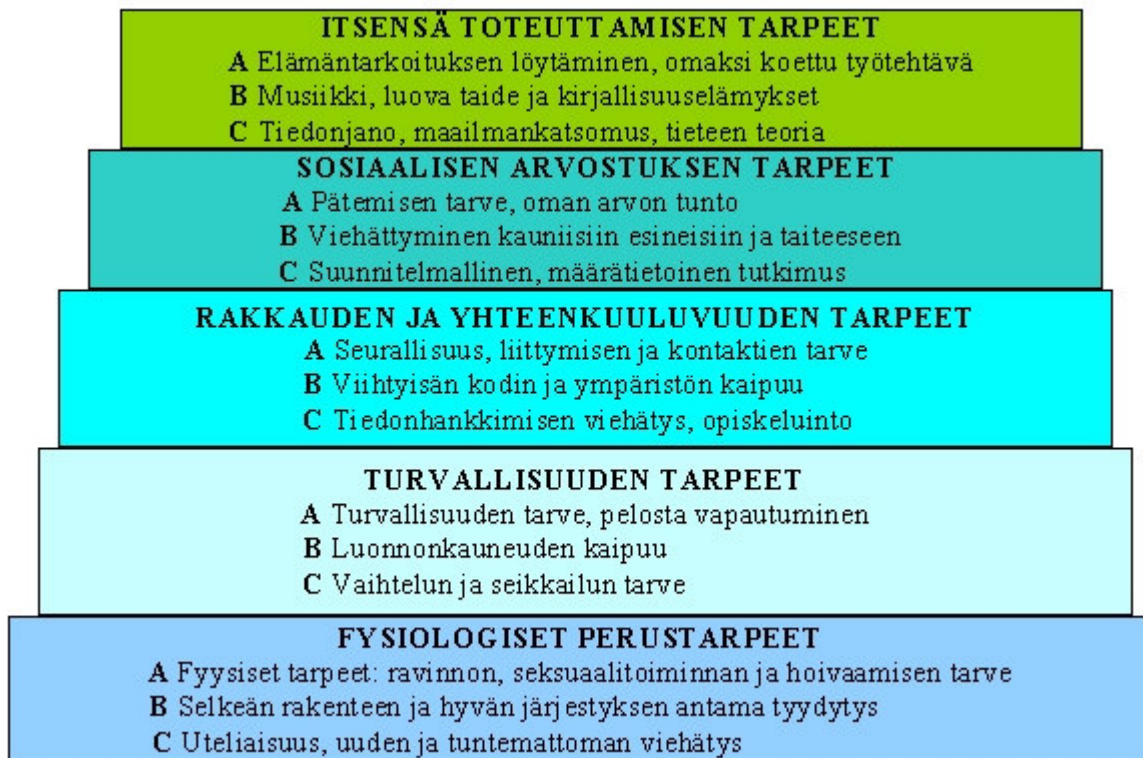 ITSENSÄ TOTEUTTAMISEN TARPEET
A Elämäntarkoituksen löytäminen, omaksi koettu työtehtävä
B Musiikki, luova taide ja kirjallisuuselämykset
C Tiedonjano, maailmankatsomus, tieteen teoria
SOSIAALISEN ARVOSTUKSEN TARPEET
A Pätemisen tarve, oman arvon tunto
B Viehättyminen kauniisiin esineisiin ja taiteeseen
C Suunnitelmallinen, määrätietoinen tutkimus
RAKKAUDEN JA YHTEENKUULUVUUDEN TARPEET
A Seurallisuus, liittymisen ja kontaktien tarve
B Viihtyisän kodin ja ympäristön kaipuu
C Tiedonhankkimisen viehätys, opiskeluinto
TURVALLISUUDEN TARPEET
A Turvallisuuden tarve, pelosta vapautuminen
B Luonnonkauneuden kaipuu
C Vaihtelun ja seikkailun tarve
FYSIOLOGISET PERUSTARPEET
A Fyysiset tarpeet: ravinnon, seksuaalitoiminnan ja hoivaamisen tarve
B Selkeän rakenteen ja hyvän järjestyksen antama tyydytys
C Uteliaisuus, uuden ja tuntemattoman viehätys